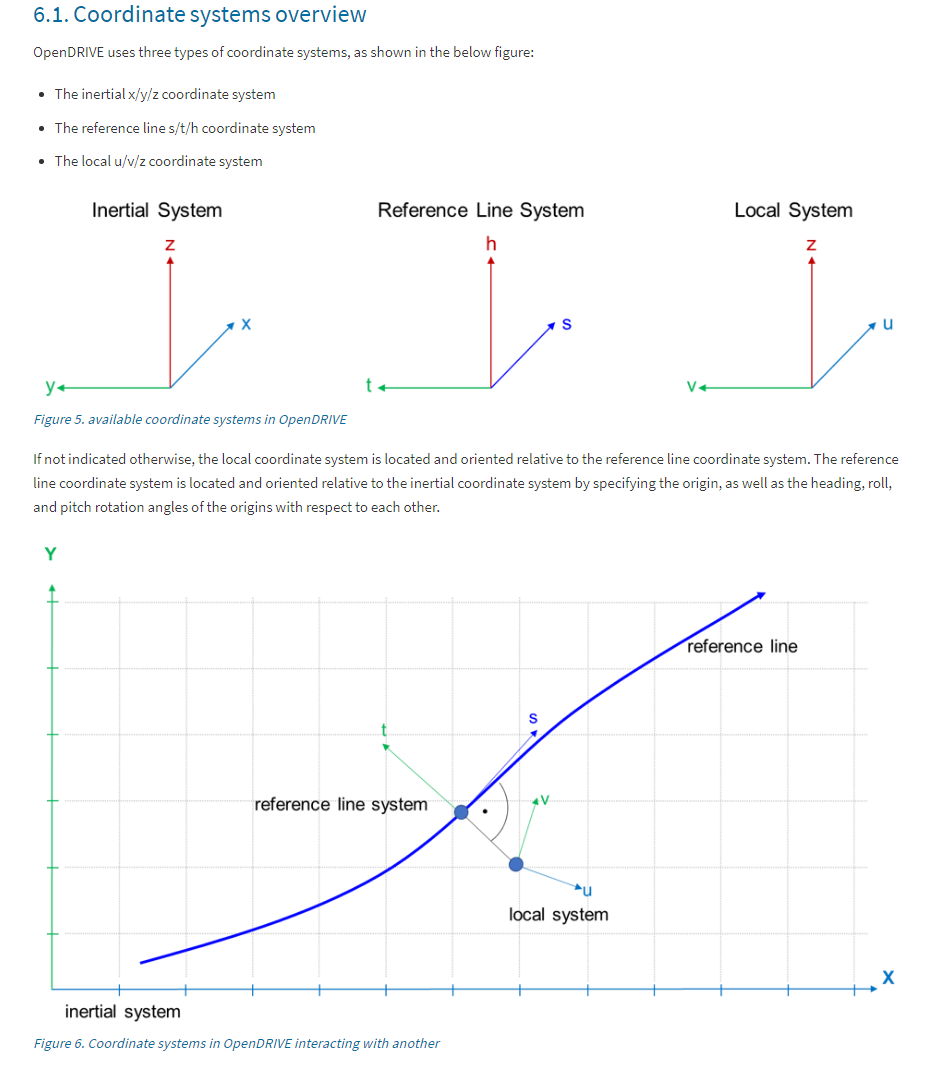 6.1. Coordinate systems overview
OpenDRIVE uses three types of coordinate systems, as shown in the below figure:
• The inertial x/y/z coordinate system
• The reference line s/t/h coordinate system
• The local u/v/z coordinate system
Inertial System
Reference Line System
Local System
z
h
z
x
s
u
y
t
v
Figure 5. available coordinate systems in OpenDRIVE
If not indicated otherwise, the local coordinate system is located and oriented relative to the reference line coordinate system. The reference
line coordinate system is located and oriented relative to the inertial coordinate system by specifying the origin, as well as the heading, roll,
and pitch rotation angles of the origins with respect to each other.
Y
reference line
s
t
reference line system
v
u
local system
X
inertial system
Figure 6. Coordinate systems in OpenDRIVE interacting with another